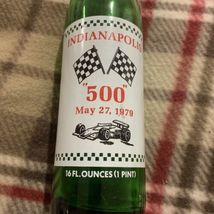 INDIANAPOLIS
"500"
May 27, 1979
16 FL. OUNCES (1 PINT)